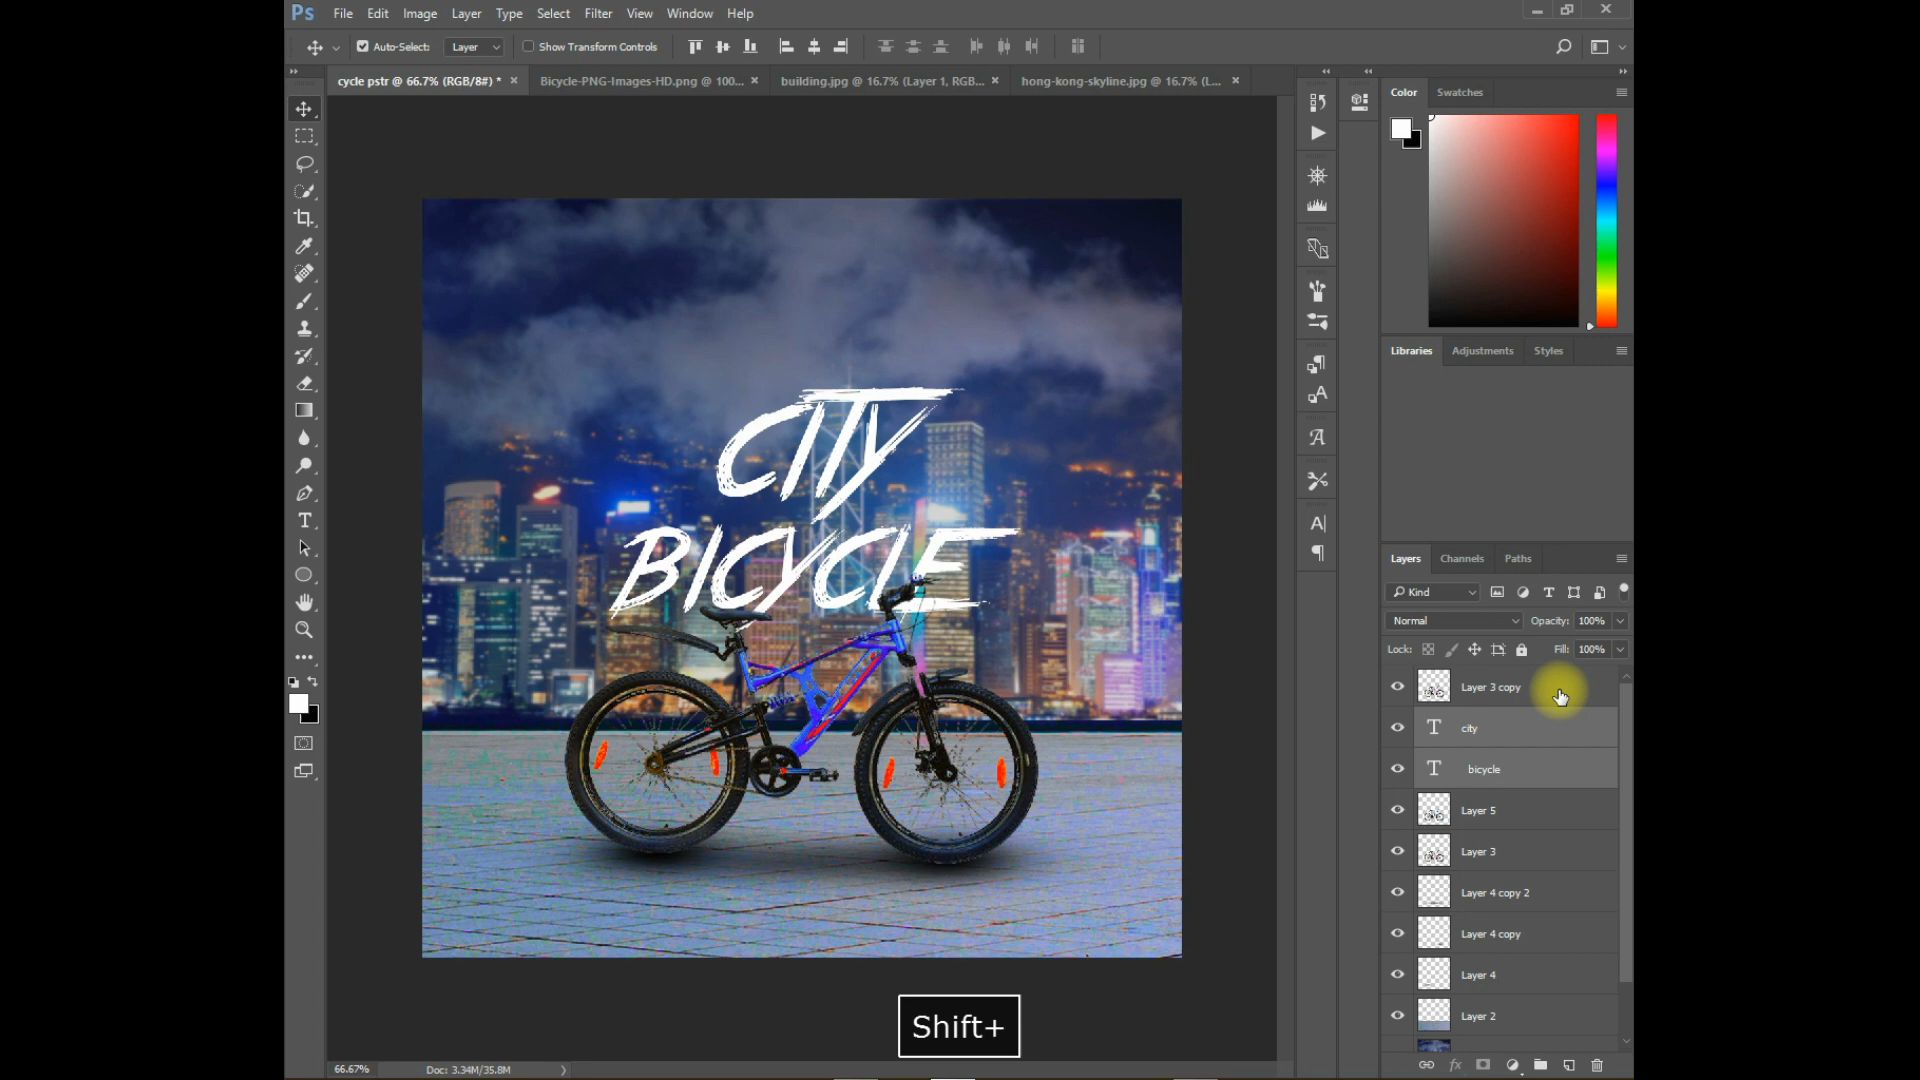 Ps File Edit Image Layer Type Select Filter View Window Help
Auto-Select: Layer Show Transform Controls
cycle pstr @ 66.7% (RGB/8#) * × Bicycle-PNG-Images-HD.png @ 100... × building.jpg @ 16.7% (Layer 1, RGB... × hong-kong-skyline.jpg @ 16.7% (L... ×
Color Swatches
Libraries Adjustments Styles
CITY
BICYCLE
Layers Channels Paths
Kind
Normal Opacity: 100%
Lock: Fill: 100%
Layer 3 copy
city
bicycle
Layer 5
Layer 3
Layer 4 copy 2
Layer 4 copy
Layer 4
Layer 2
Shift+
66.67% Doc: 3.34M/35.8M